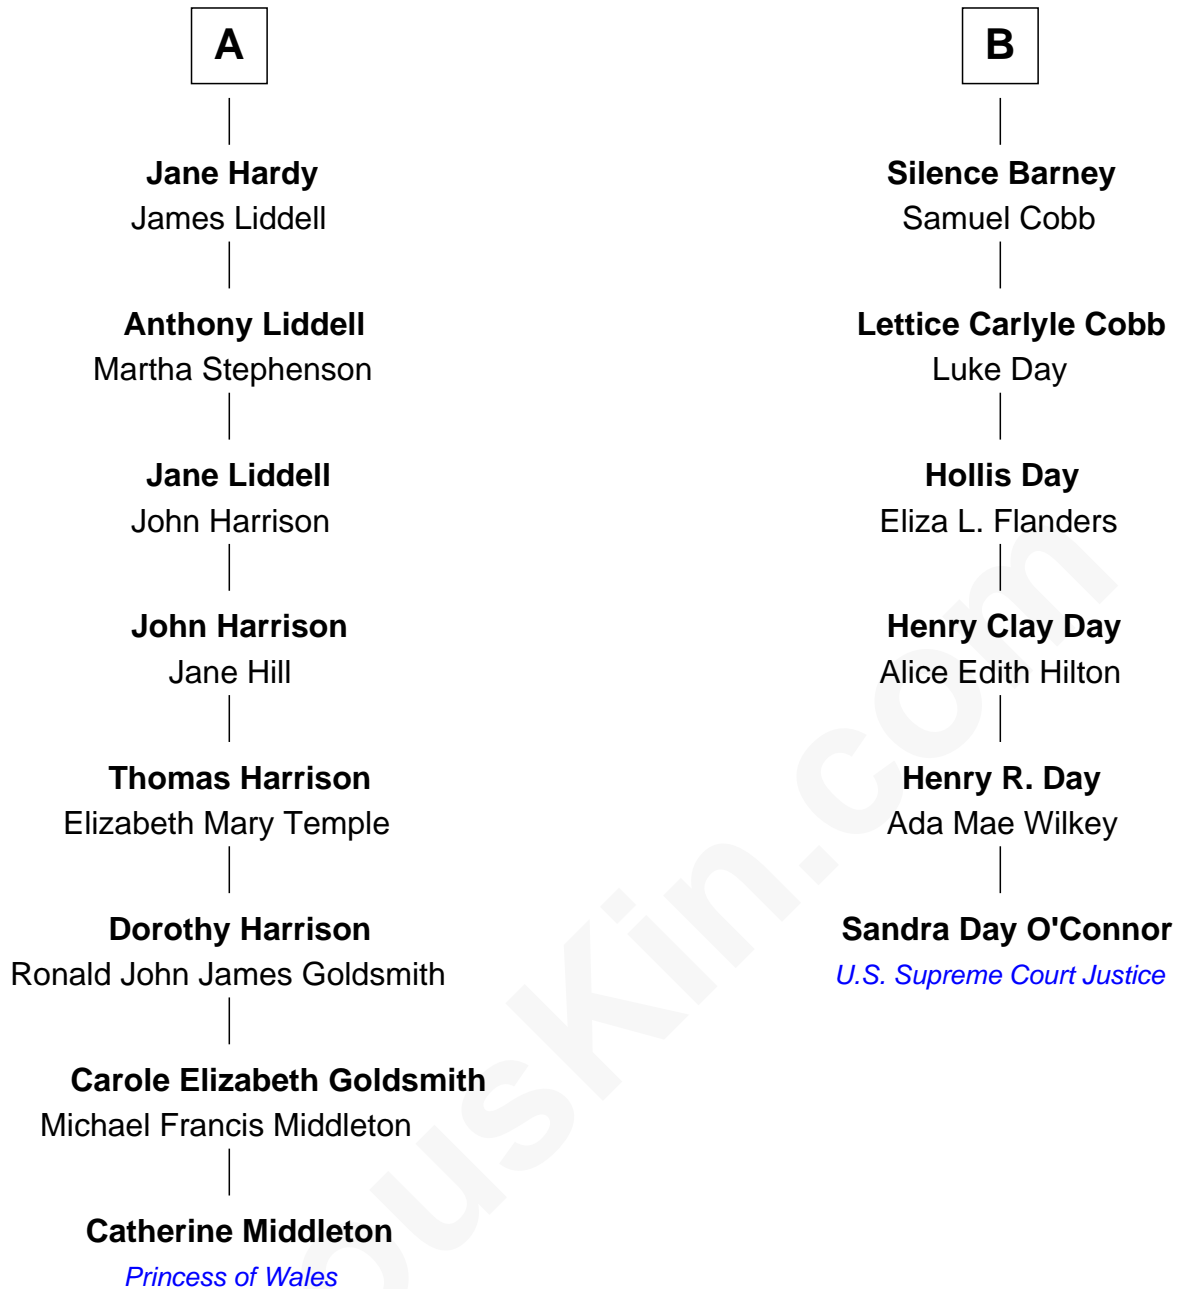 A
Jane Hardy
James Liddell
Anthony Liddell
Martha Stephenson
Jane Liddell
John Harrison
John Harrison
Jane Hill
Thomas Harrison
Elizabeth Mary Temple
Dorothy Harrison
Ronald John James Goldsmith
Carole Elizabeth Goldsmith
Michael Francis Middleton
Catherine Middleton
Princess of Wales
B
Silence Barney
Samuel Cobb
Lettice Carlyle Cobb
Luke Day
Hollis Day
Eliza L. Flanders
Henry Clay Day
Alice Edith Hilton
Henry R. Day
Ada Mae Wilkey
Sandra Day O'Connor
U.S. Supreme Court Justice
ousKin.com